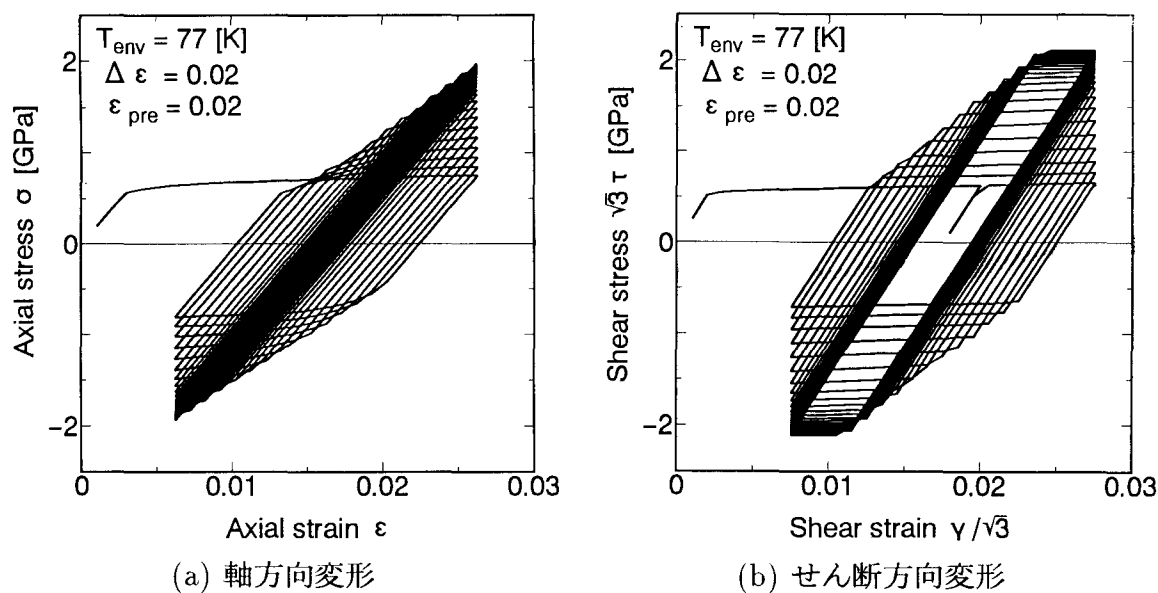 T_env = 77 [K]
Δ ε = 0.02
ε_pre = 0.02
Axial stress σ [GPa]
2
0
−2
0
0.01
0.02
0.03
Axial strain ε
(a) 軸方向変形
T_env = 77 [K]
Δ ε = 0.02
ε_pre = 0.02
Shear stress √3 τ [GPa]
2
0
−2
0
0.01
0.02
0.03
Shear strain γ/√3
(b) せん断方向変形